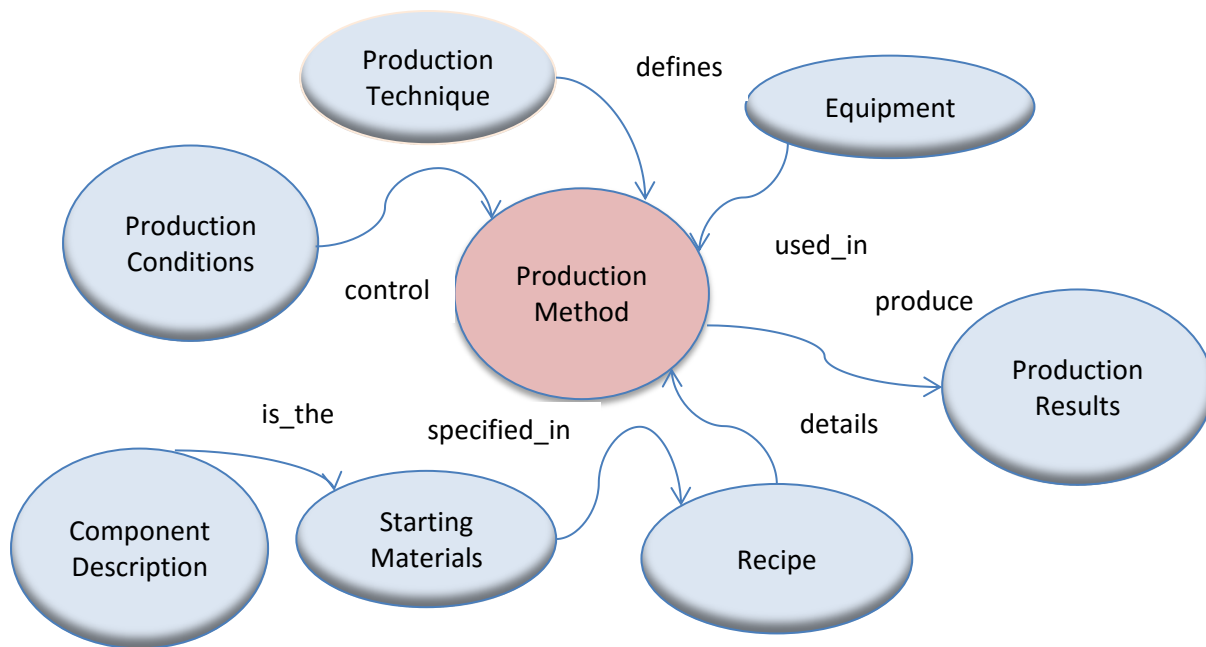 Production
Technique
defines
Equipment
Production
Conditions
control
Production
Method
used_in
produce
Production
Results
is_the
specified_in
details
Component
Description
Starting
Materials
Recipe